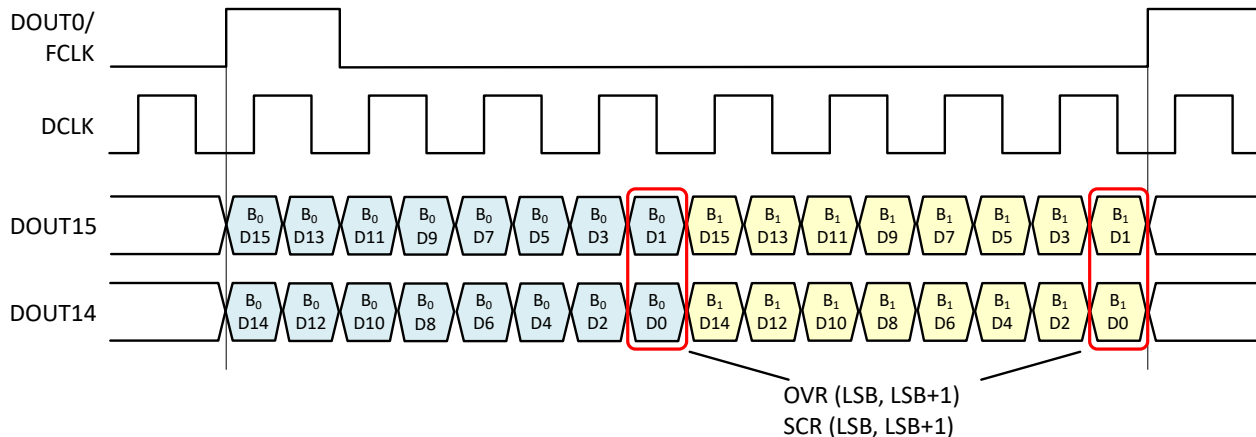 DOUT0/
FCLK
DCLK
DOUT15
B0 B0 B0 B0 B0 B0 B0 B0 B1 B1 B1 B1 B1 B1 B1 B1
D15 D13 D11 D9 D7 D5 D3 D1 D15 D13 D11 D9 D7 D5 D3 D1
DOUT14
B0 B0 B0 B0 B0 B0 B0 B0 B1 B1 B1 B1 B1 B1 B1 B1
D14 D12 D10 D8 D6 D4 D2 D0 D14 D12 D10 D8 D6 D4 D2 D0
OVR (LSB, LSB+1)
SCR (LSB, LSB+1)